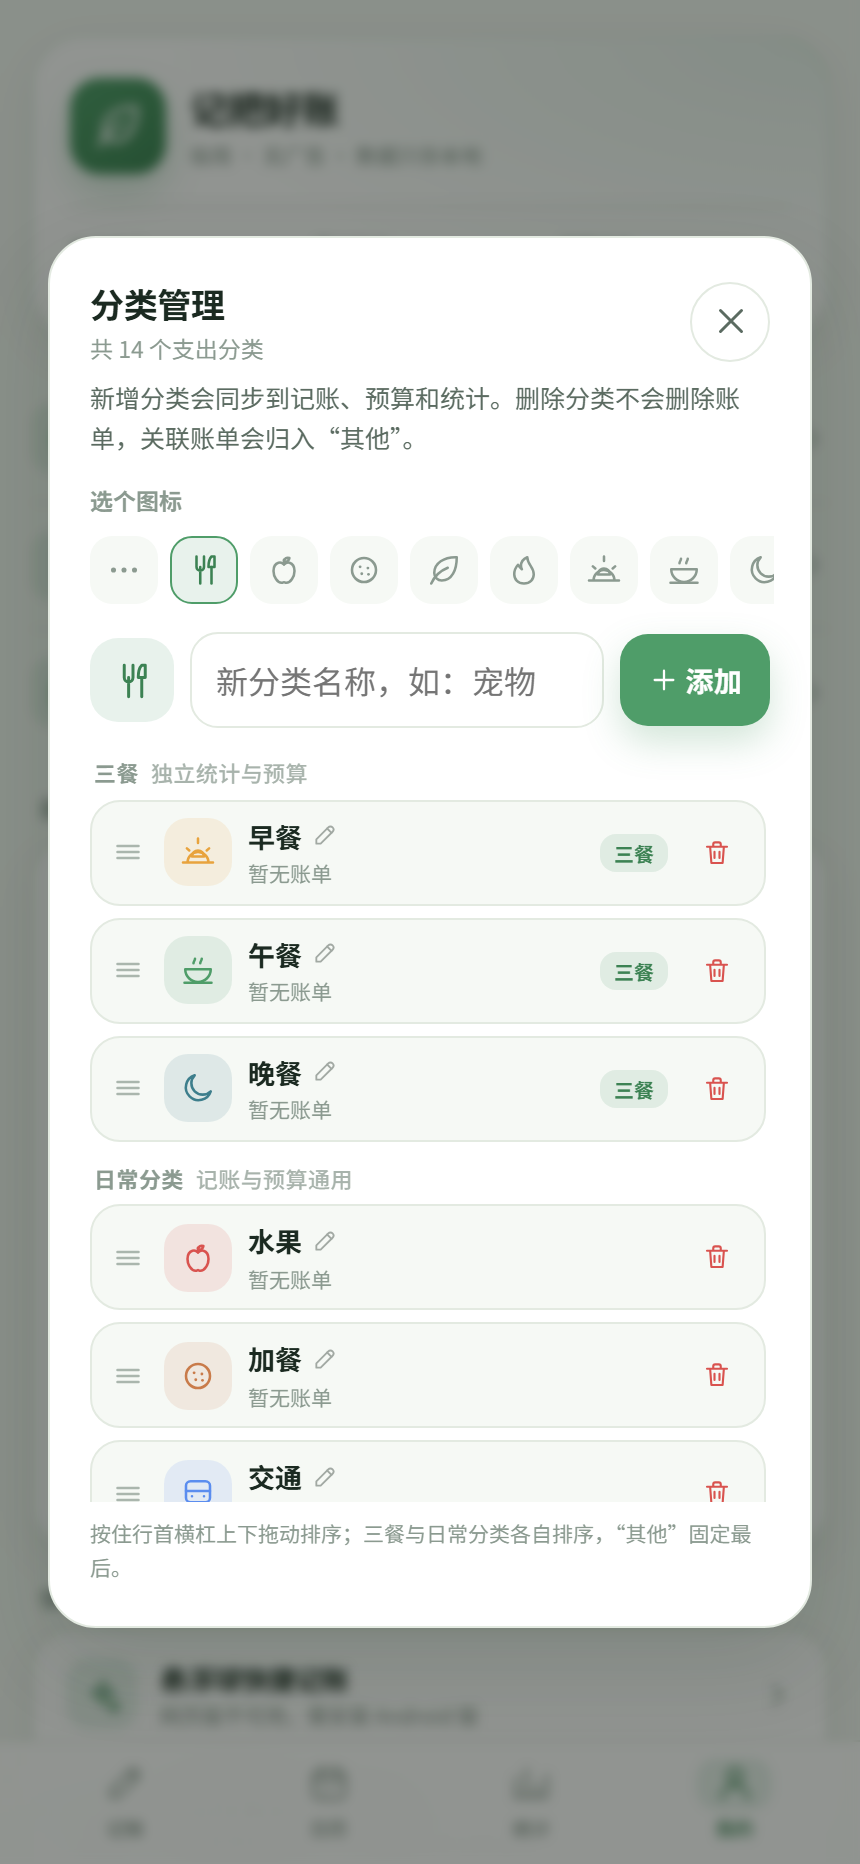 记把好账
分类管理
共 14 个支出分类
新增分类会同步到记账、预算和统计。删除分类不会删除账
单，关联账单会归入“其他”。
选个图标
新分类名称，如：宠物
添加
三餐 独立统计与预算
早餐
暂无账单
三餐
午餐
暂无账单
三餐
晚餐
暂无账单
三餐
日常分类 记账与预算通用
水果
暂无账单
加餐
暂无账单
交通
按住行首横杠上下拖动排序；三餐与日常分类各自排序，“其他”固定最
后。